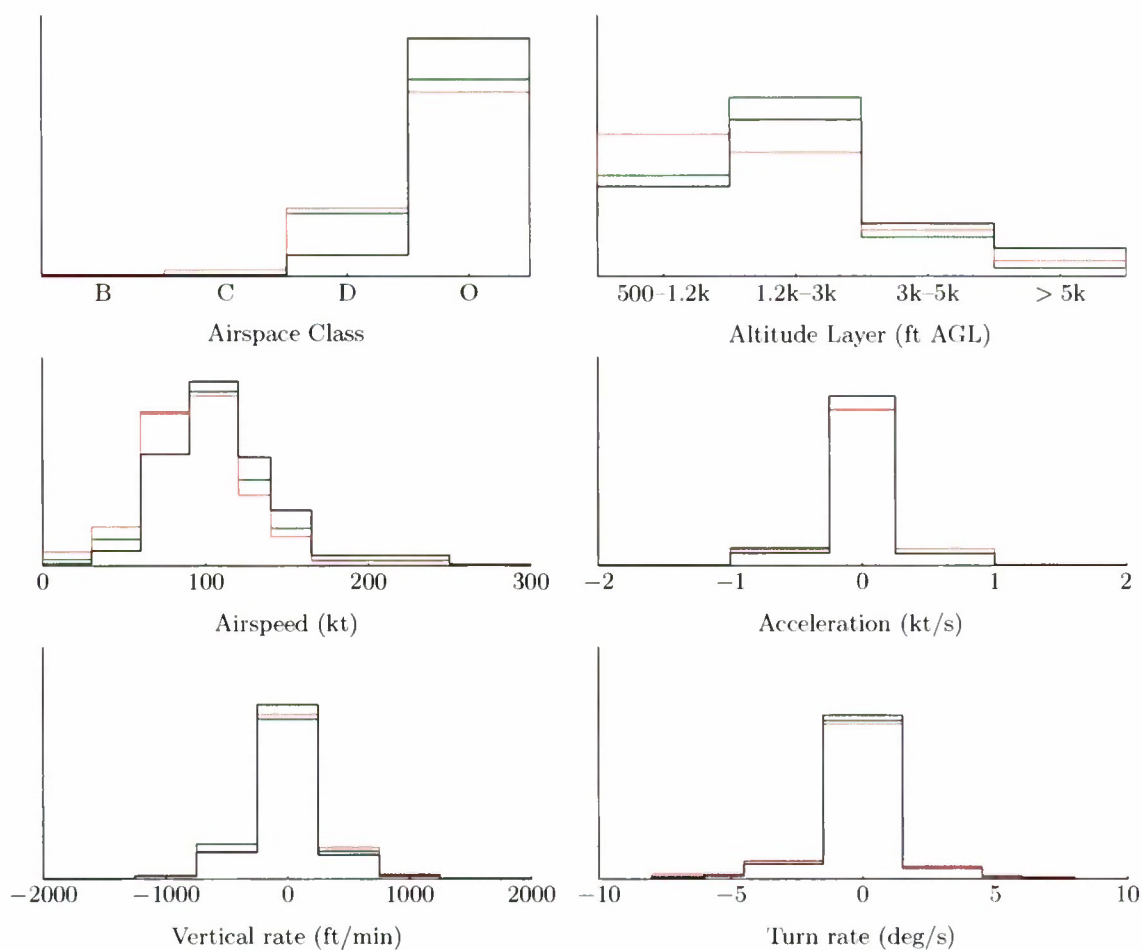 B C D O
Airspace Class
500–1.2k 1.2k–3k 3k–5k > 5k
Altitude Layer (ft AGL)
0 100 200 300
Airspeed (kt)
−2 −1 0 1 2
Acceleration (kt/s)
−2000 −1000 0 1000 2000
Vertical rate (ft/min)
−10 −5 0 5 10
Turn rate (deg/s)